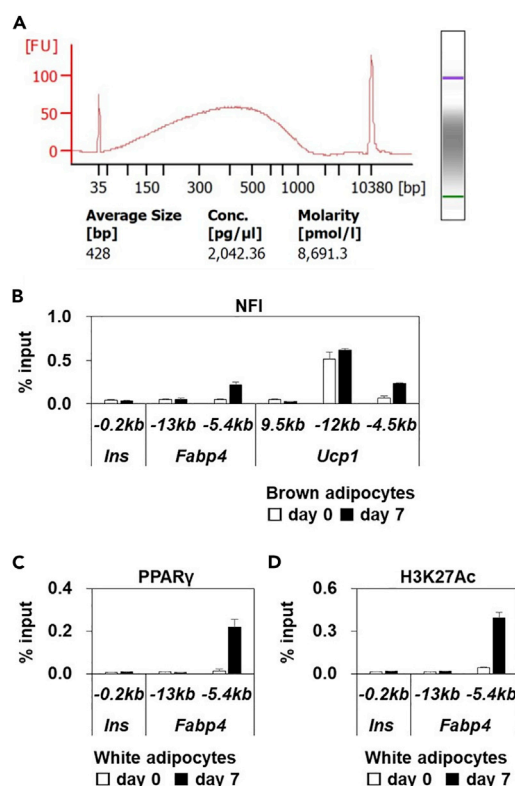 A
[FU]
100
50
0
35 150 300 500 1000 10380 [bp]
Average Size Conc. Molarity
[bp] [pg/µl] [pmol/l]
428 2,042.36 8,691.3
B
NFI
% input
1.0
0.5
0.0
-0.2kb -13kb -5.4kb 9.5kb -12kb -4.5kb
Ins Fabp4 Ucp1
Brown adipocytes
day 0 day 7
C
PPARγ
% input
0.4
0.2
0.0
-0.2kb -13kb -5.4kb
Ins Fabp4
White adipocytes
day 0 day 7
D
H3K27Ac
% input
0.6
0.3
0.0
-0.2kb -13kb -5.4kb
Ins Fabp4
White adipocytes
day 0 day 7